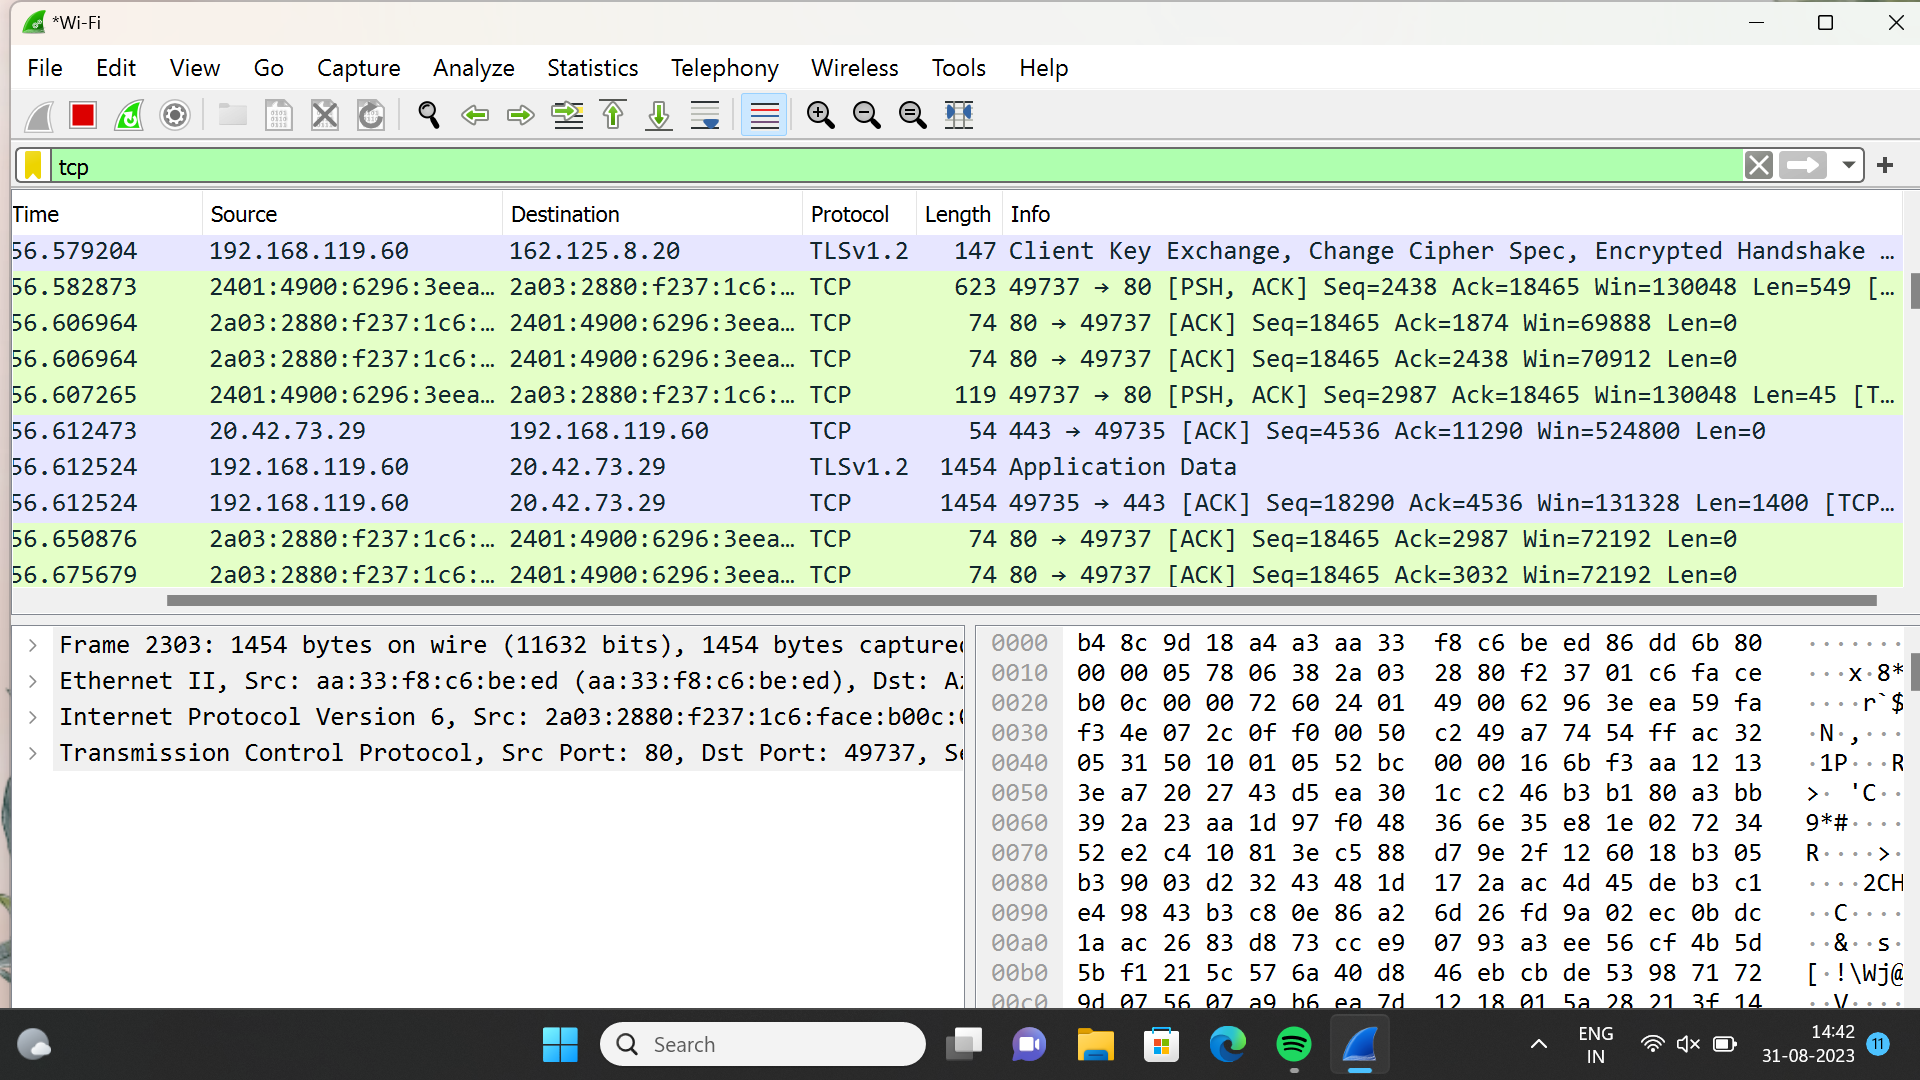 *Wi-Fi
File Edit View Go Capture Analyze Statistics Telephony Wireless Tools Help
tcp
Time Source Destination Protocol Length Info
56.579204 192.168.119.60 162.125.8.20 TLSv1.2 147 Client Key Exchange, Change Cipher Spec, Encrypted Handshake …
56.582873 2401:4900:6296:3eea… 2a03:2880:f237:1c6:… TCP 623 49737 → 80 [PSH, ACK] Seq=2438 Ack=18465 Win=130048 Len=549 […
56.606964 2a03:2880:f237:1c6:… 2401:4900:6296:3eea… TCP 74 80 → 49737 [ACK] Seq=18465 Ack=1874 Win=69888 Len=0
56.606964 2a03:2880:f237:1c6:… 2401:4900:6296:3eea… TCP 74 80 → 49737 [ACK] Seq=18465 Ack=2438 Win=70912 Len=0
56.607265 2401:4900:6296:3eea… 2a03:2880:f237:1c6:… TCP 119 49737 → 80 [PSH, ACK] Seq=2987 Ack=18465 Win=130048 Len=45 [T…
56.612473 20.42.73.29 192.168.119.60 TCP 54 443 → 49735 [ACK] Seq=4536 Ack=11290 Win=524800 Len=0
56.612524 192.168.119.60 20.42.73.29 TLSv1.2 1454 Application Data
56.612524 192.168.119.60 20.42.73.29 TCP 1454 49735 → 443 [ACK] Seq=18290 Ack=4536 Win=131328 Len=1400 [TCP…
56.650876 2a03:2880:f237:1c6:… 2401:4900:6296:3eea… TCP 74 80 → 49737 [ACK] Seq=18465 Ack=2987 Win=72192 Len=0
56.675679 2a03:2880:f237:1c6:… 2401:4900:6296:3eea… TCP 74 80 → 49737 [ACK] Seq=18465 Ack=3032 Win=72192 Len=0
Frame 2303: 1454 bytes on wire (11632 bits), 1454 bytes captured
Ethernet II, Src: aa:33:f8:c6:be:ed (aa:33:f8:c6:be:ed), Dst: Az
Internet Protocol Version 6, Src: 2a03:2880:f237:1c6:face:b00c:
Transmission Control Protocol, Src Port: 80, Dst Port: 49737, Se
0000 b4 8c 9d 18 a4 a3 aa 33 f8 c6 be ed 86 dd 6b 80 ·······
0010 00 00 05 78 06 38 2a 03 28 80 f2 37 01 c6 fa ce ···x·8*
0020 b0 0c 00 00 72 60 24 01 49 00 62 96 3e ea 59 fa ····r`$
0030 f3 4e 07 2c 0f f0 00 50 c2 49 a7 74 54 ff ac 32 ·N·,···
0040 05 31 50 10 01 05 52 bc 00 00 16 6b f3 aa 12 13 ·1P···R
0050 3e a7 20 27 43 d5 ea 30 1c c2 46 b3 b1 80 a3 bb >· 'C··
0060 39 2a 23 aa 1d 97 f0 48 36 6e 35 e8 1e 02 72 34 9*#····
0070 52 e2 c4 10 81 3e c5 88 d7 9e 2f 12 60 18 b3 05 R····>·
0080 b3 90 03 d2 32 43 48 1d 17 2a ac 4d 45 de b3 c1 ····2CH
0090 e4 98 43 b3 c8 0e 86 a2 6d 26 fd 9a 02 ec 0b dc ··C····
00a0 1a ac 26 83 d8 73 cc e9 07 93 a3 ee 56 cf 4b 5d ··&··s·
00b0 5b f1 21 5c 57 6a 40 d8 46 eb cb de 53 98 71 72 [·!\Wj@
00c0 9d 07 56 07 a9 b6 ea 7d 12 18 01 5a 28 21 3f 14 ··V····
Search
ENG
IN
14:42
31-08-2023
11